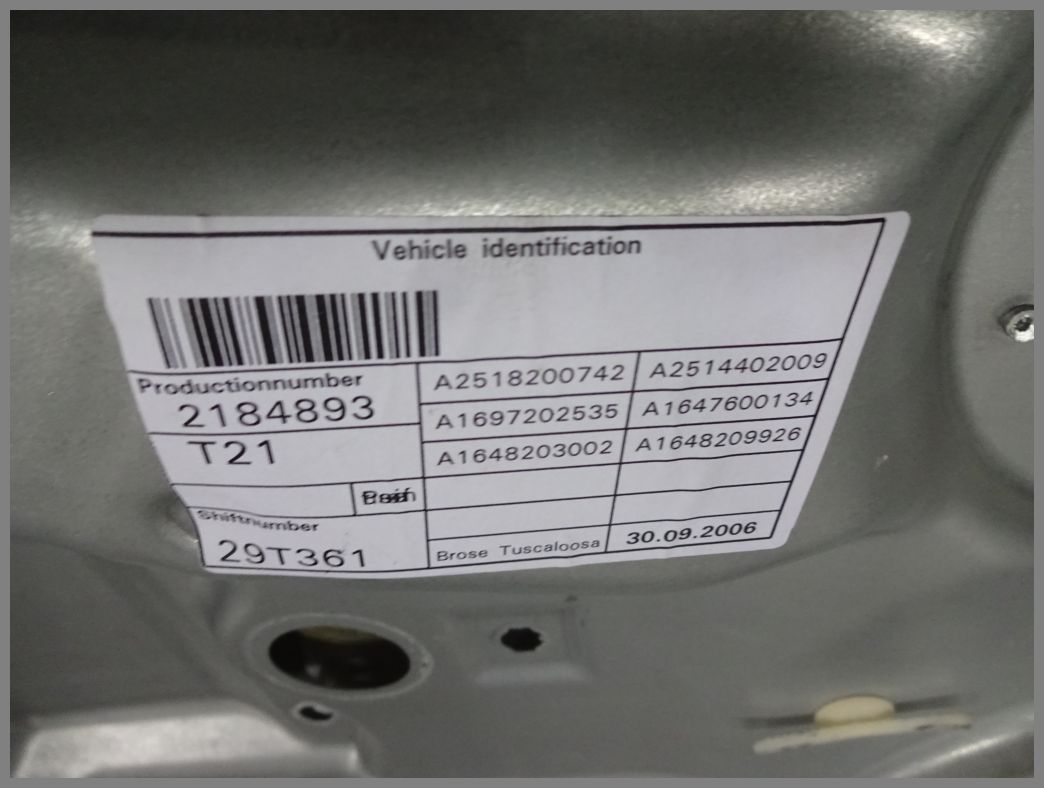 Vehicle identification
Productionnumber
2184893
T21
Shiftnumber
29T361
A2518200742 A2514402009
A1697202535 A1647600134
A1648203002 A1648209926
Brose Tuscaloosa 30.09.2006